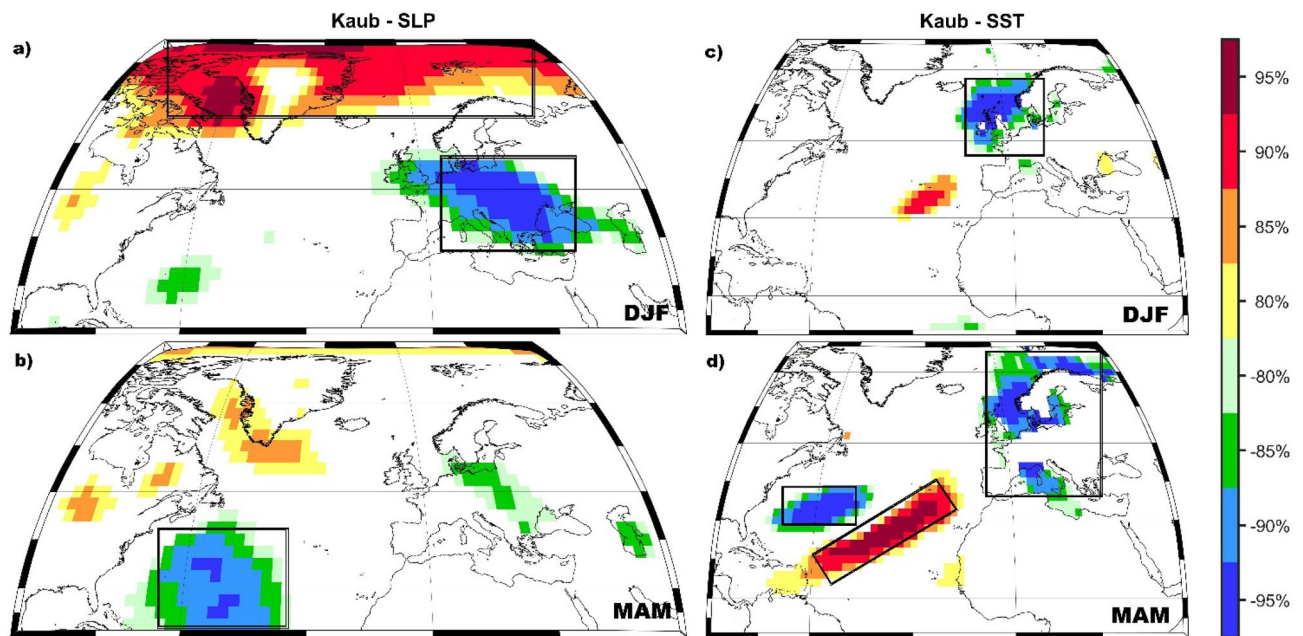 Kaub - SLP
Kaub - SST
a)
DJF
b)
MAM
c)
DJF
d)
MAM
95%
90%
85%
80%
-80%
-85%
-90%
-95%